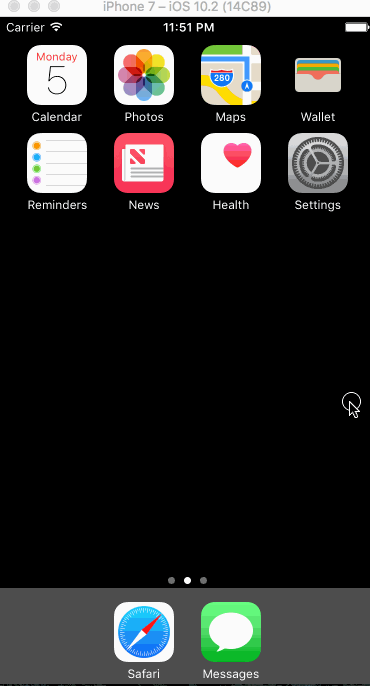 iPhone 7 – iOS 10.2 (14C89)
Carrier 11:51 PM
Monday
5
280
Calendar Photos Maps Wallet
Reminders News Health Settings
Safari Messages